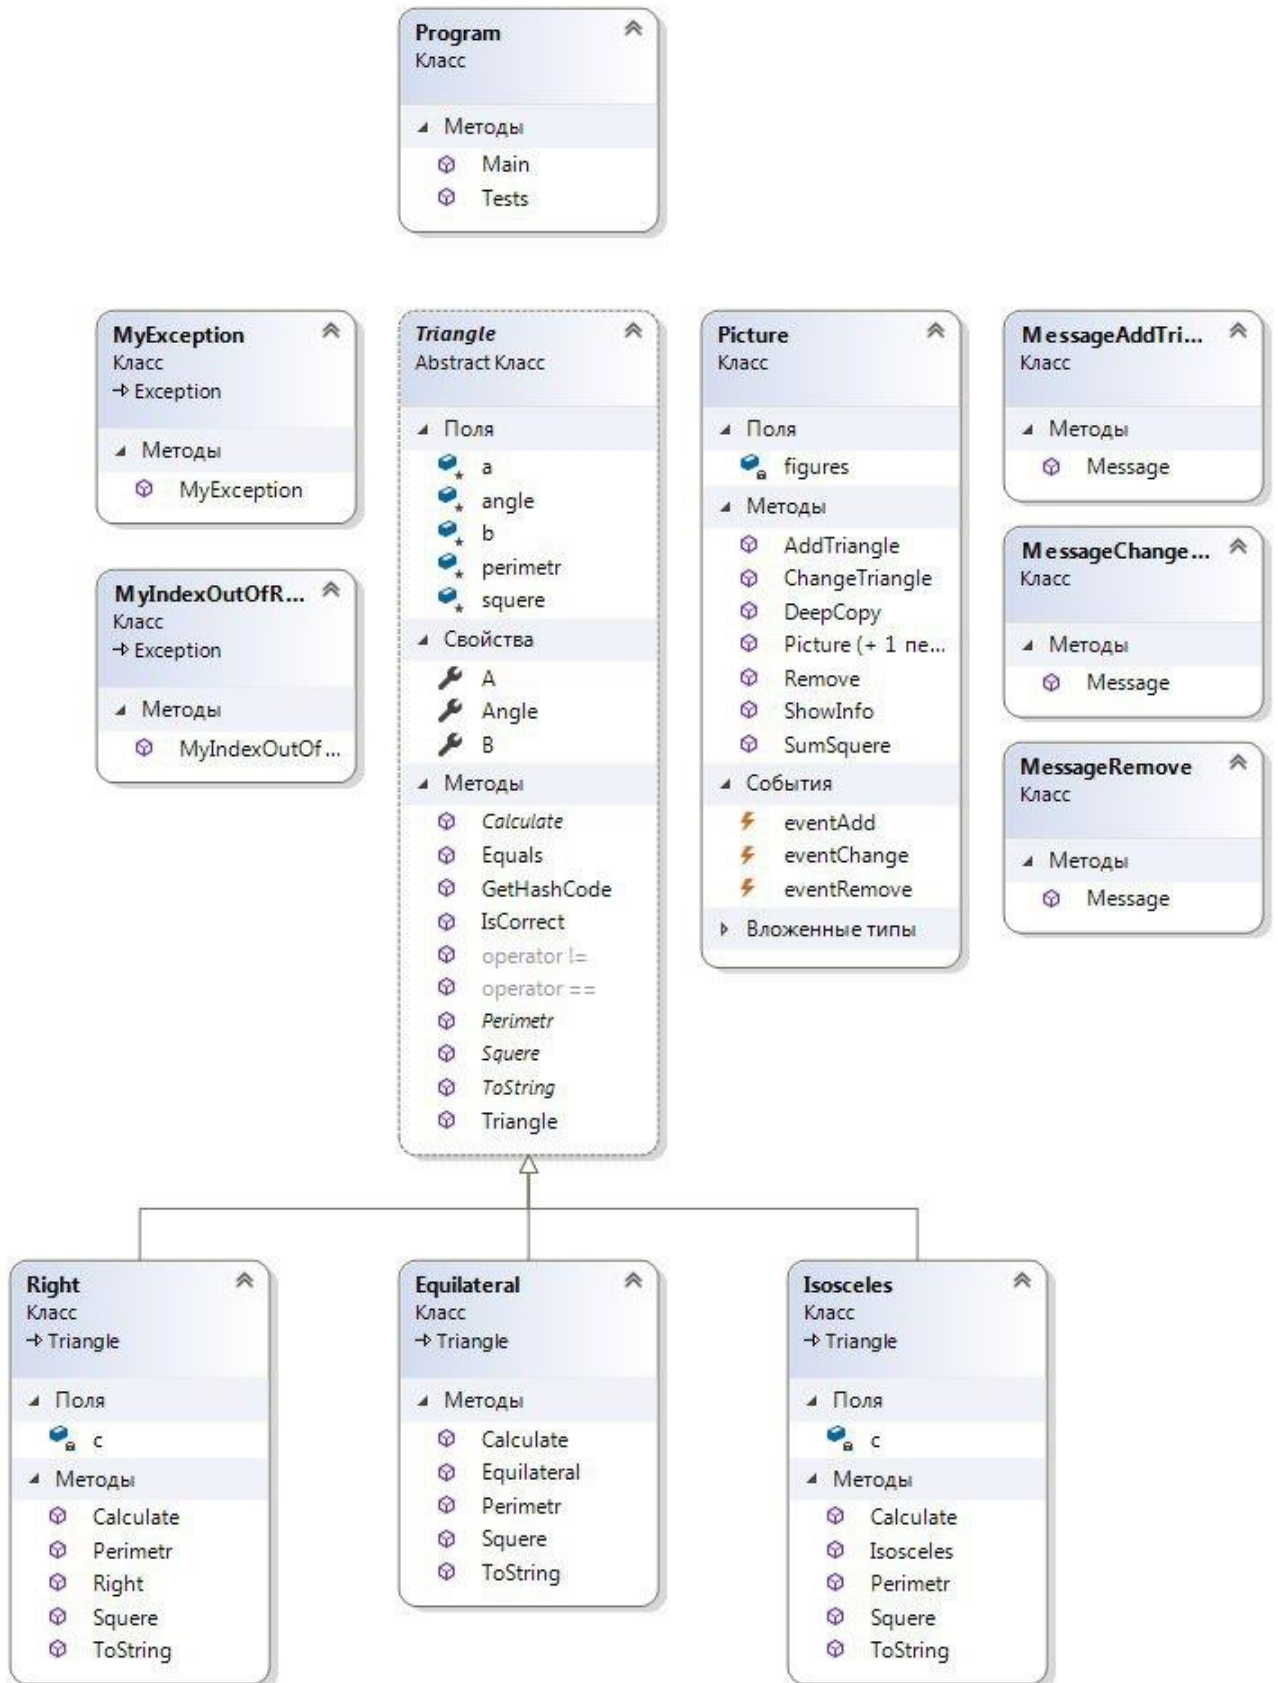 Program
Класс
Методы
Main
Tests
MyException
Класс
Exception
Методы
MyException
MyIndexOutOfR...
Класс
Exception
Методы
MyIndexOutOf...
Triangle
Abstract Класс
Поля
a
angle
b
perimetr
squere
Свойства
A
Angle
B
Методы
Calculate
Equals
GetHashCode
IsCorrect
operator !=
operator ==
Perimetr
Squere
ToString
Triangle
Picture
Класс
Поля
figures
Методы
AddTriangle
ChangeTriangle
DeepCopy
Picture (+ 1 пе...
Remove
ShowInfo
SumSquere
События
eventAdd
eventChange
eventRemove
Вложенные типы
MessageAddTri...
Класс
Методы
Message
MessageChange...
Класс
Методы
Message
MessageRemove
Класс
Методы
Message
Right
Класс
Triangle
Поля
c
Методы
Calculate
Perimetr
Right
Squere
ToString
Equilateral
Класс
Triangle
Методы
Calculate
Equilateral
Perimetr
Squere
ToString
Isosceles
Класс
Triangle
Поля
c
Методы
Calculate
Isosceles
Perimetr
Squere
ToString